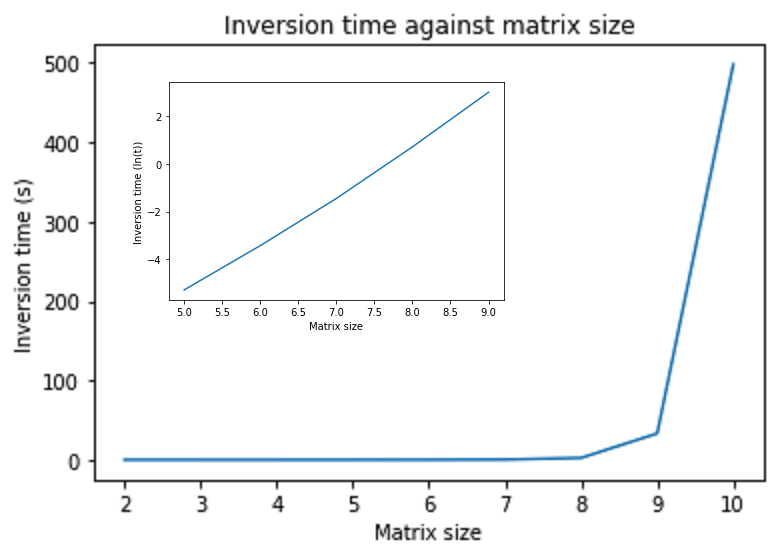 Inversion time against matrix size
Inversion time (s)
500
400
300
200
100
0
2 3 4 5 6 7 8 9 10
Matrix size
Inversion time (ln(t))
2
0
−2
−4
5.0 5.5 6.0 6.5 7.0 7.5 8.0 8.5 9.0
Matrix size